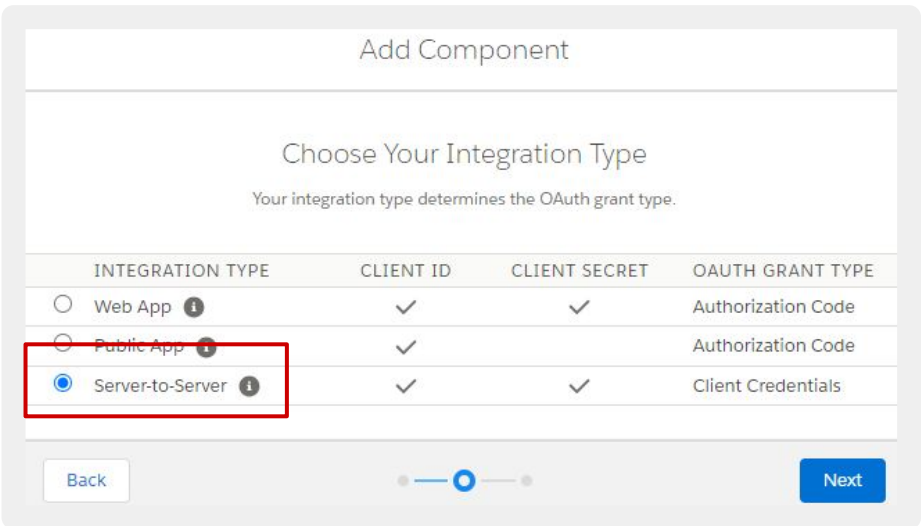 Add Component
Choose Your Integration Type
Your integration type determines the OAuth grant type.
INTEGRATION TYPE CLIENT ID CLIENT SECRET OAUTH GRANT TYPE
Web App Authorization Code
Public App Authorization Code
Server-to-Server Client Credentials
Back Next